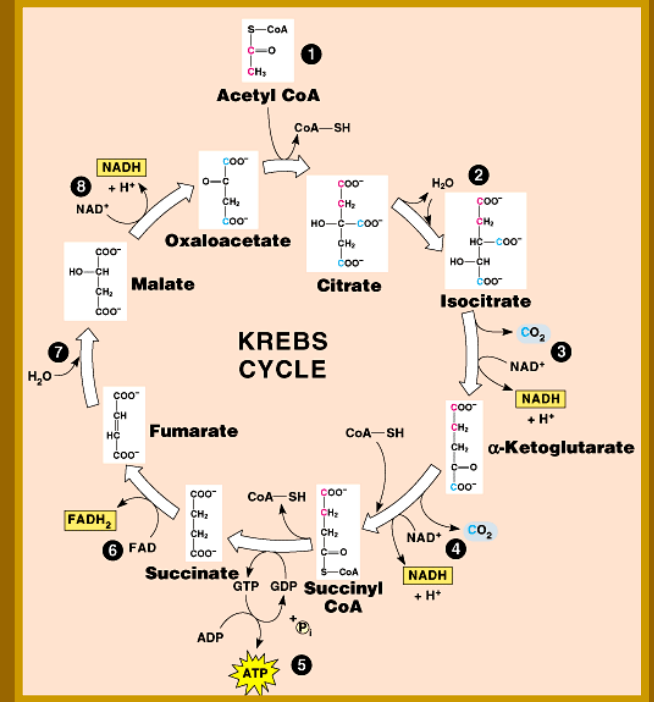 S—CoA
C=O
CH₃
1
Acetyl CoA
CoA—SH
NADH
+ H⁺
8
NAD⁺
COO⁻
O—C
CH₂
COO⁻
Oxaloacetate
COO⁻
CH₂
HO—C—COO⁻
CH₂
COO⁻
Citrate
H₂O
2
COO⁻
CH₂
HC—COO⁻
HO—CH
COO⁻
Isocitrate
COO⁻
HO—CH
CH₂
COO⁻
Malate
KREBS
CYCLE
CO₂
3
NAD⁺
NADH
+ H⁺
7
H₂O
COO⁻
CH
HC
COO⁻
Fumarate
CoA—SH
COO⁻
CH₂
CH₂
C—O
COO⁻
α-Ketoglutarate
FADH₂
6
FAD
COO⁻
CH₂
CH₂
COO⁻
Succinate
CoA—SH
COO⁻
CH₂
CH₂
C=O
S—CoA
Succinyl
CoA
NAD⁺
4
CO₂
NADH
+ H⁺
GTP
GDP
+ Pᵢ
ADP
ATP
5